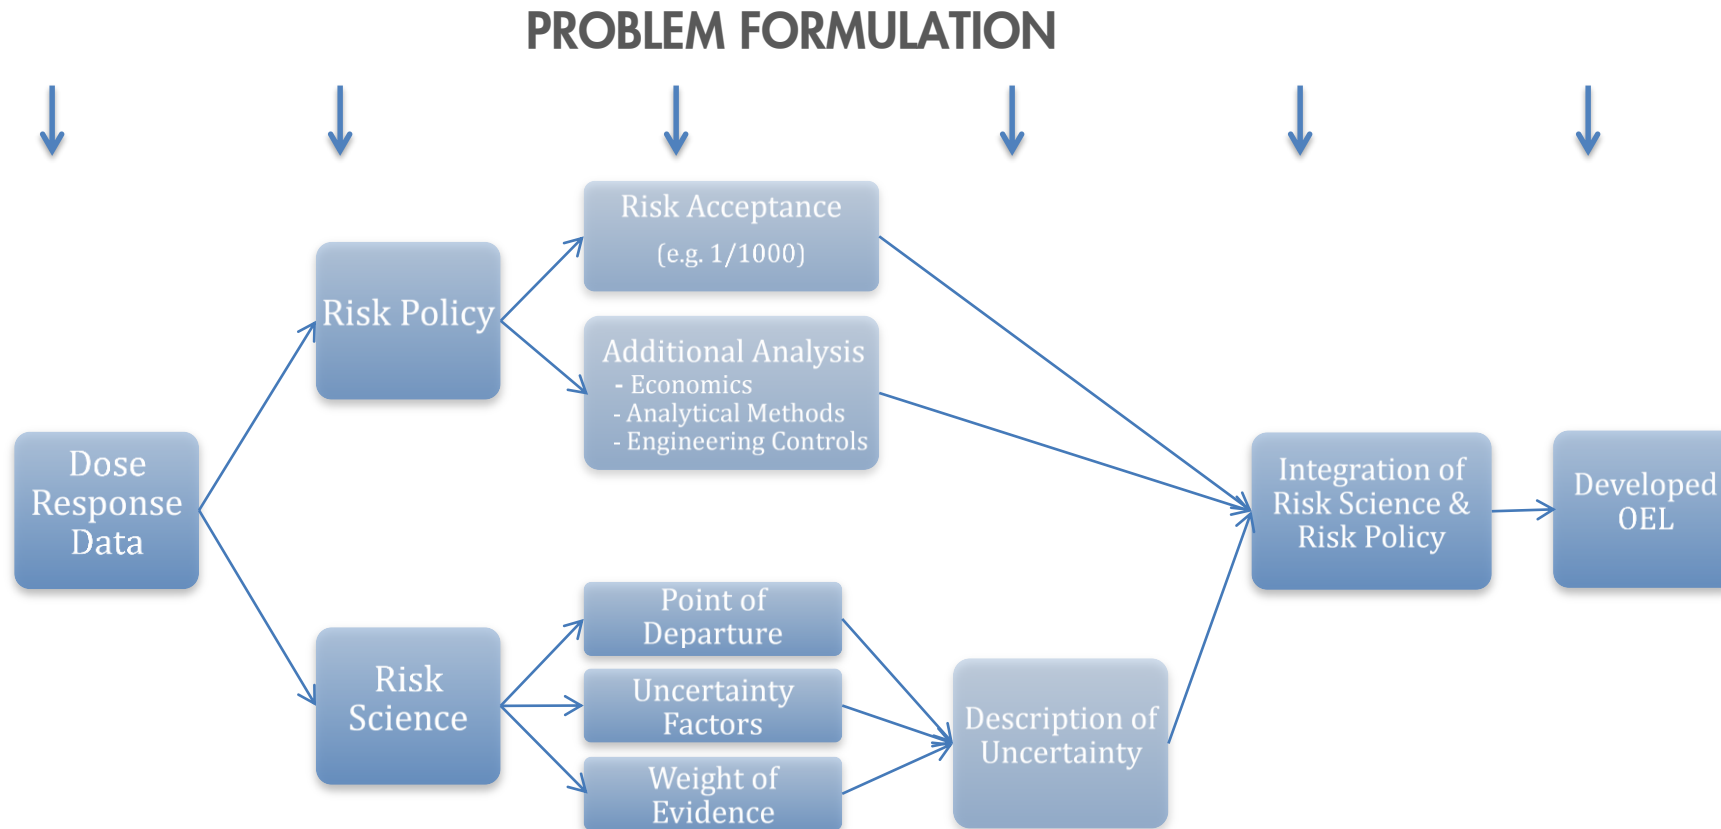 PROBLEM FORMULATION
Risk Acceptance
(e.g. 1/1000)
Risk Policy
Additional Analysis
- Economics
- Analytical Methods
- Engineering Controls
Dose
Response
Data
Integration of
Risk Science &
Risk Policy
Developed
OEL
Point of
Departure
Risk
Science
Uncertainty
Factors
Description of
Uncertainty
Weight of
Evidence